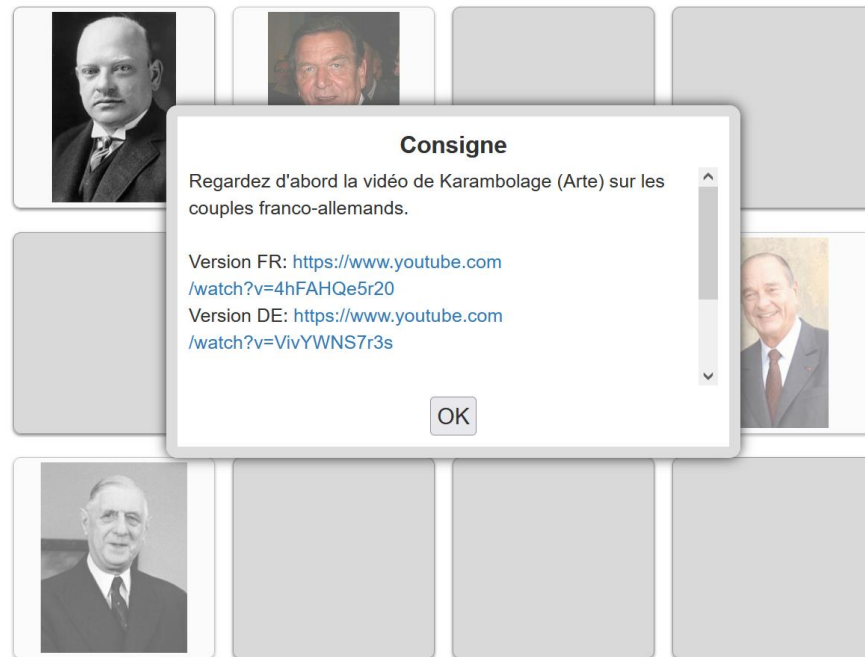 Consigne
Regardez d'abord la vidéo de Karambolage (Arte) sur les
couples franco-allemands.
Version FR: https://www.youtube.com
/watch?v=4hFAHQe5r20
Version DE: https://www.youtube.com
/watch?v=VivYWNS7r3s
OK